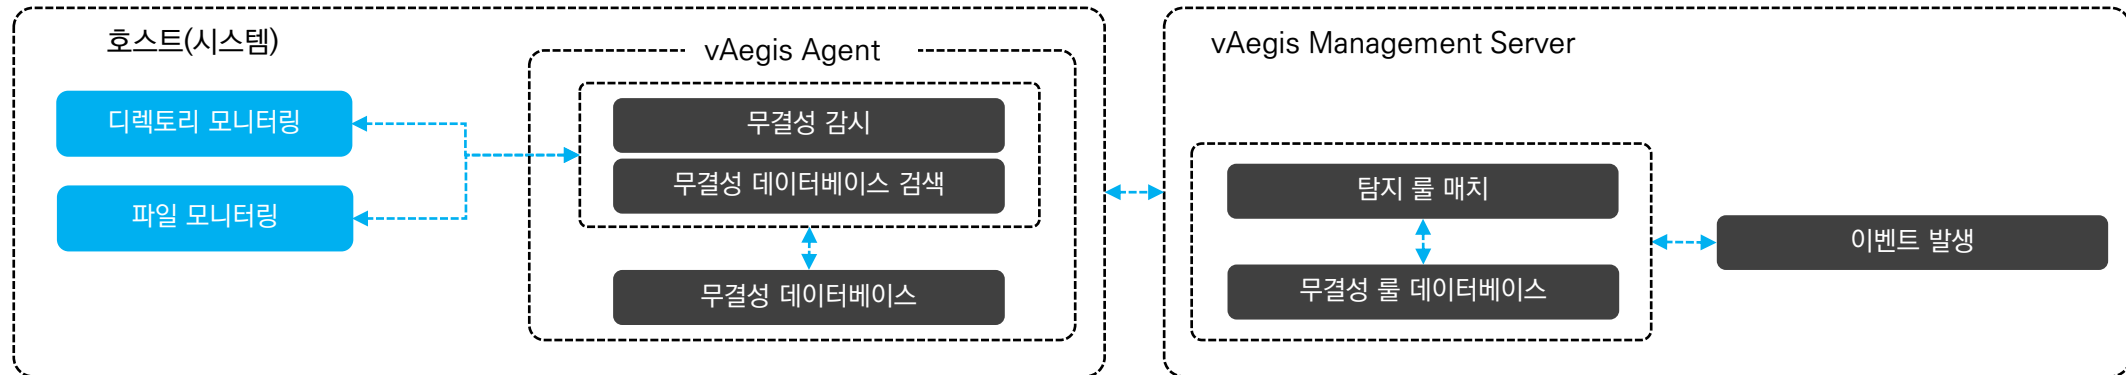 호스트(시스템)
vAegis Agent
디렉토리 모니터링
파일 모니터링
무결성 감시
무결성 데이터베이스 검색
무결성 데이터베이스
vAegis Management Server
탐지 룰 매치
무결성 룰 데이터베이스
이벤트 발생